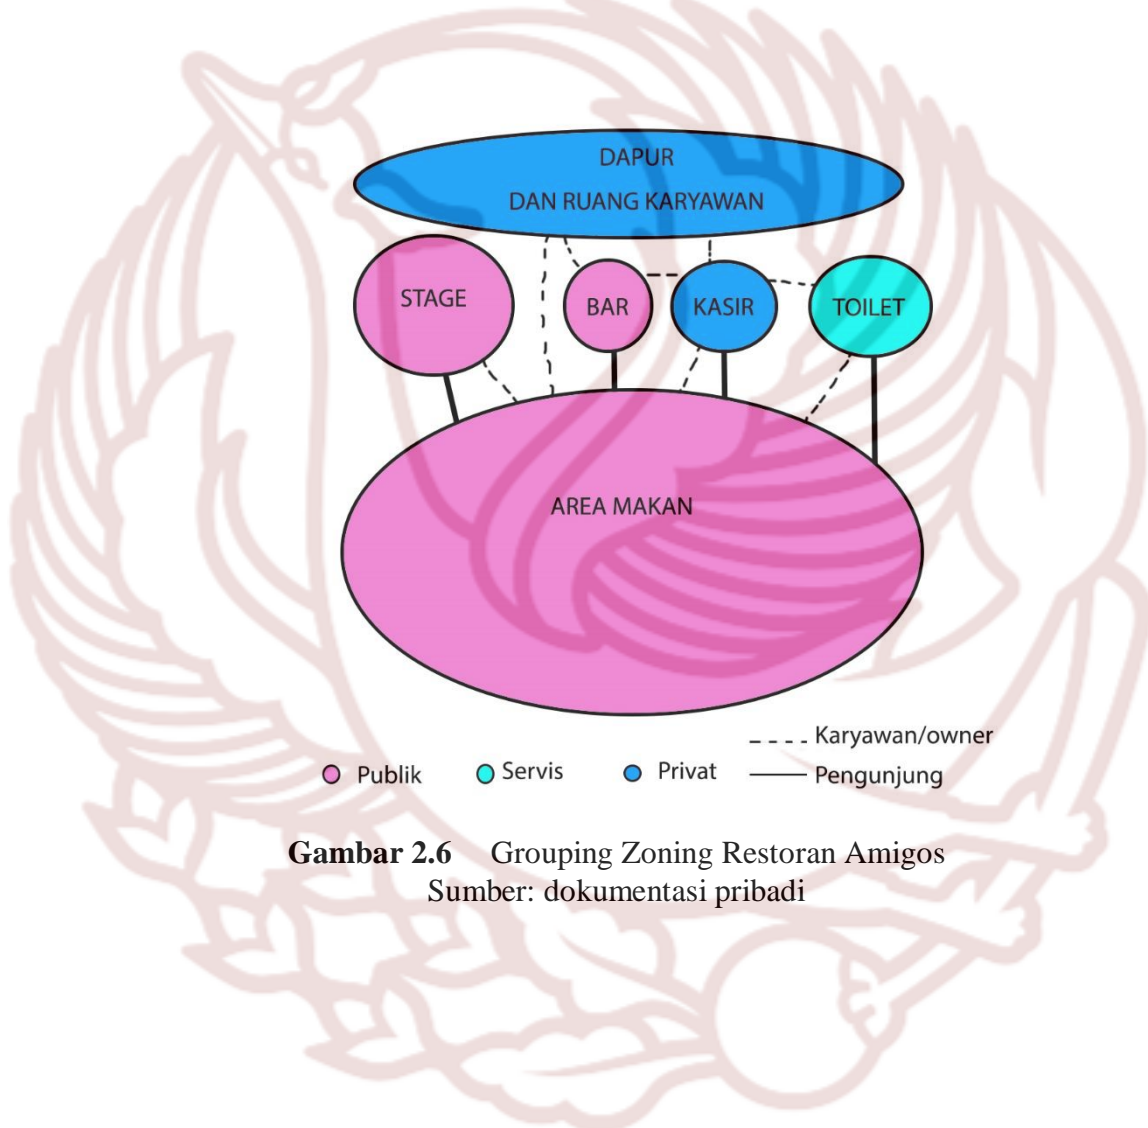 DAPUR
DAN RUANG KARYAWAN
STAGE
BAR
KASIR
TOILET
AREA MAKAN
Karyawan/owner
Publik
Servis
Privat
Pengunjung
Gambar 2.6 Grouping Zoning Restoran Amigos
Sumber: dokumentasi pribadi